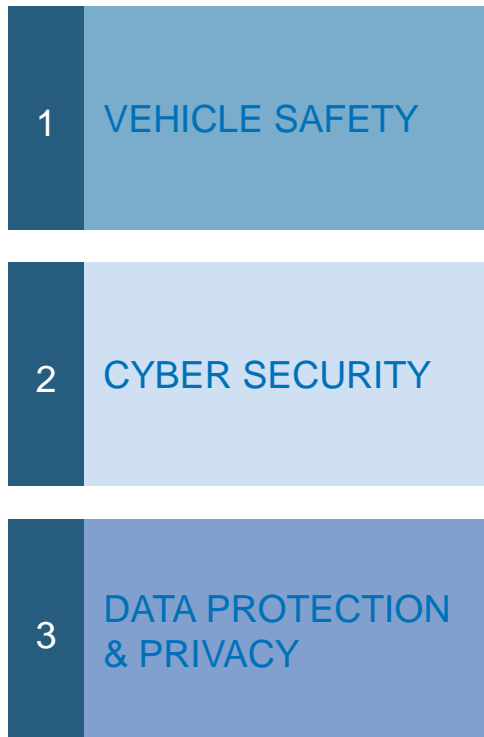 1
VEHICLE SAFETY
2
CYBER SECURITY
3
DATA PROTECTION
& PRIVACY